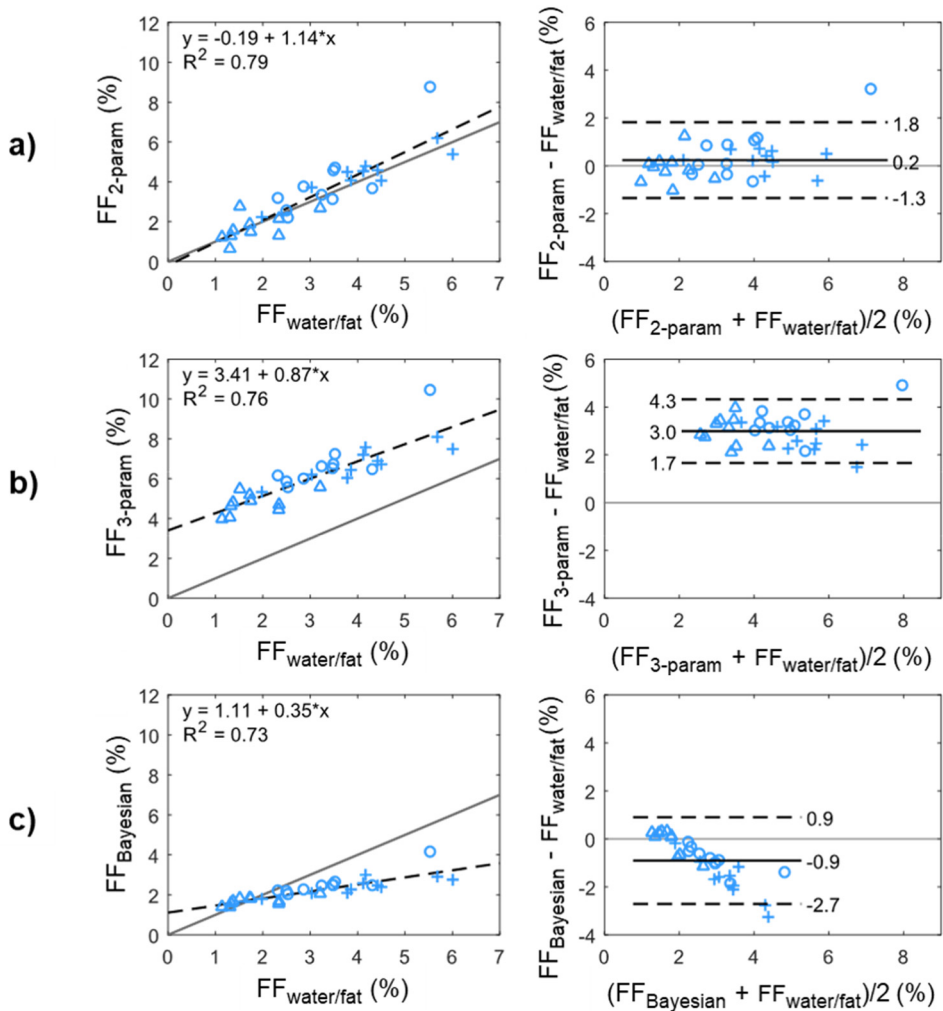 a)
y = -0.19 + 1.14*x
R² = 0.79
FF2-param (%)
12
10
8
6
4
2
0
0 1 2 3 4 5 6 7
FFwater/fat (%)
FF2-param - FFwater/fat (%)
6
4
2
0
-2
-4
1.8
0.2
-1.3
0 2 4 6 8
(FF2-param + FFwater/fat)/2 (%)
b)
y = 3.41 + 0.87*x
R² = 0.76
FF3-param (%)
12
10
8
6
4
2
0
0 1 2 3 4 5 6 7
FFwater/fat (%)
FF3-param - FFwater/fat (%)
6
4
2
0
-2
-4
4.3
3.0
1.7
0 2 4 6 8
(FF3-param + FFwater/fat)/2 (%)
c)
y = 1.11 + 0.35*x
R² = 0.73
FFBayesian (%)
12
10
8
6
4
2
0
0 1 2 3 4 5 6 7
FFwater/fat (%)
FFBayesian - FFwater/fat (%)
6
4
2
0
-2
-4
0.9
-0.9
-2.7
0 2 4 6 8
(FFBayesian + FFwater/fat)/2 (%)